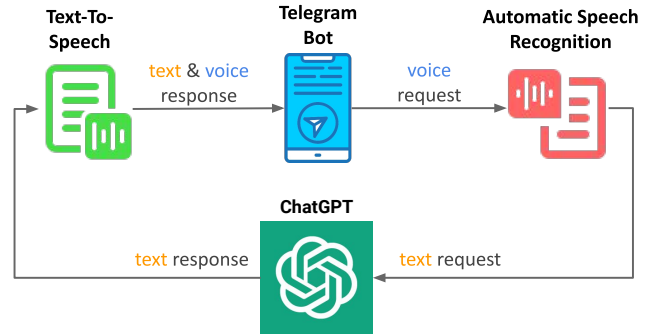 Text-To-
Speech
Telegram
Bot
Automatic Speech
Recognition
text & voice
response
voice
request
ChatGPT
text response
text request